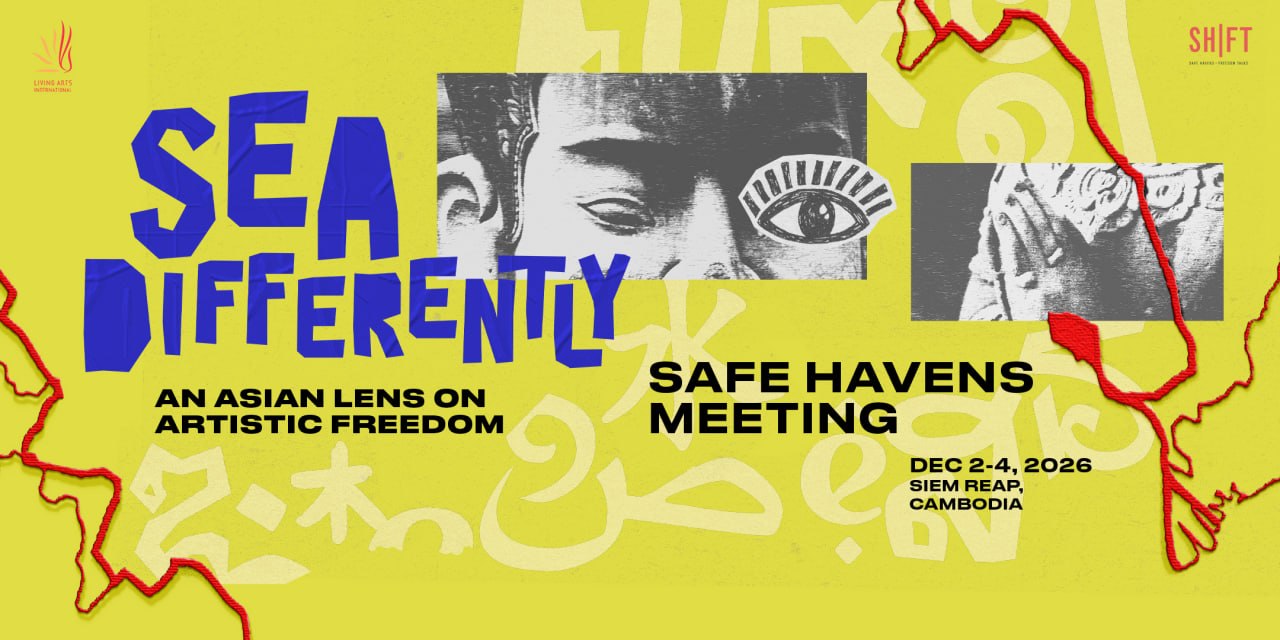 LIVING ARTS
INTERNATIONAL
SH|FT
SAFE HAVENS • FREEDOM TALKS
SEA
DIFFERENTLY
AN ASIAN LENS ON
ARTISTIC FREEDOM
SAFE HAVENS
MEETING
DEC 2-4, 2026
SIEM REAP,
CAMBODIA